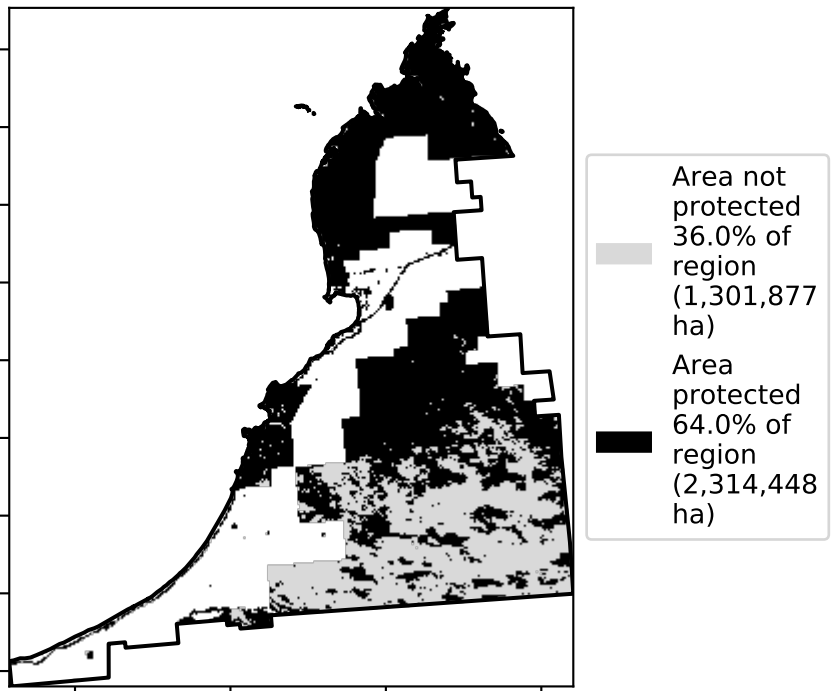 Area not
protected
36.0% of
region
(1,301,877
ha)
Area
protected
64.0% of
region
(2,314,448
ha)